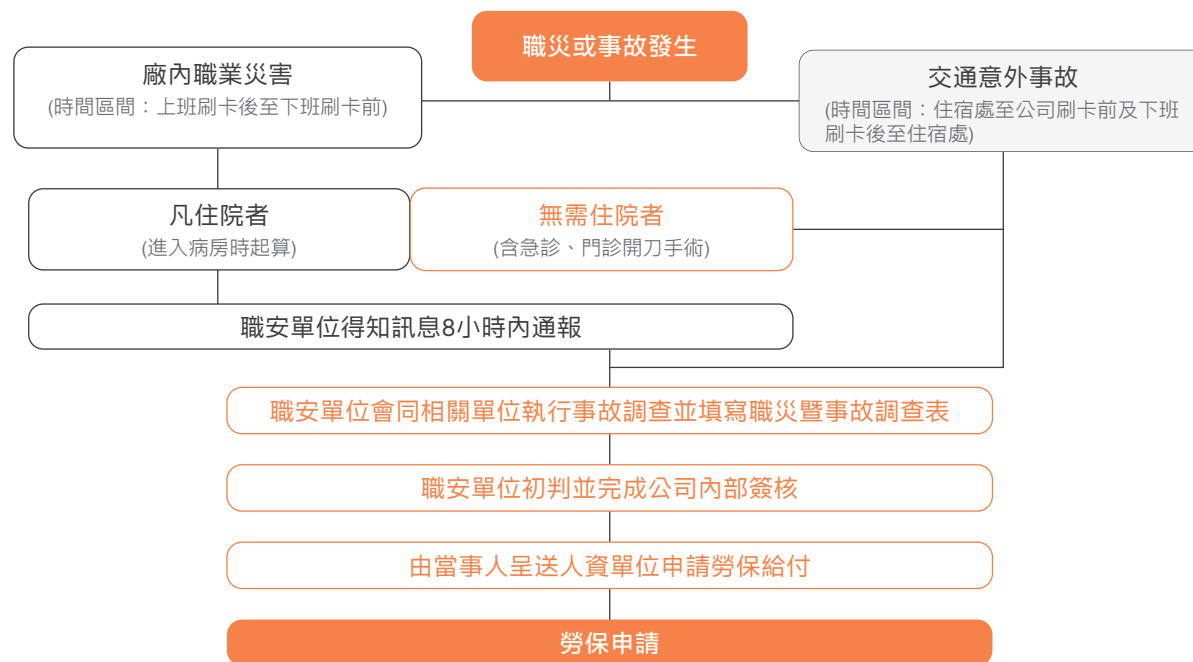 職災或事故發生
廠內職業災害
(時間區間：上班刷卡後至下班刷卡前)
交通意外事故
(時間區間：住宿處至公司刷卡前及下班
刷卡後至住宿處)
凡住院者
(進入病房時起算)
無需住院者
(含急診、門診開刀手術)
職安單位得知訊息8小時內通報
職安單位會同相關單位執行事故調查並填寫職災暨事故調查表
職安單位初判並完成公司內部簽核
由當事人呈送人資單位申請勞保給付
勞保申請